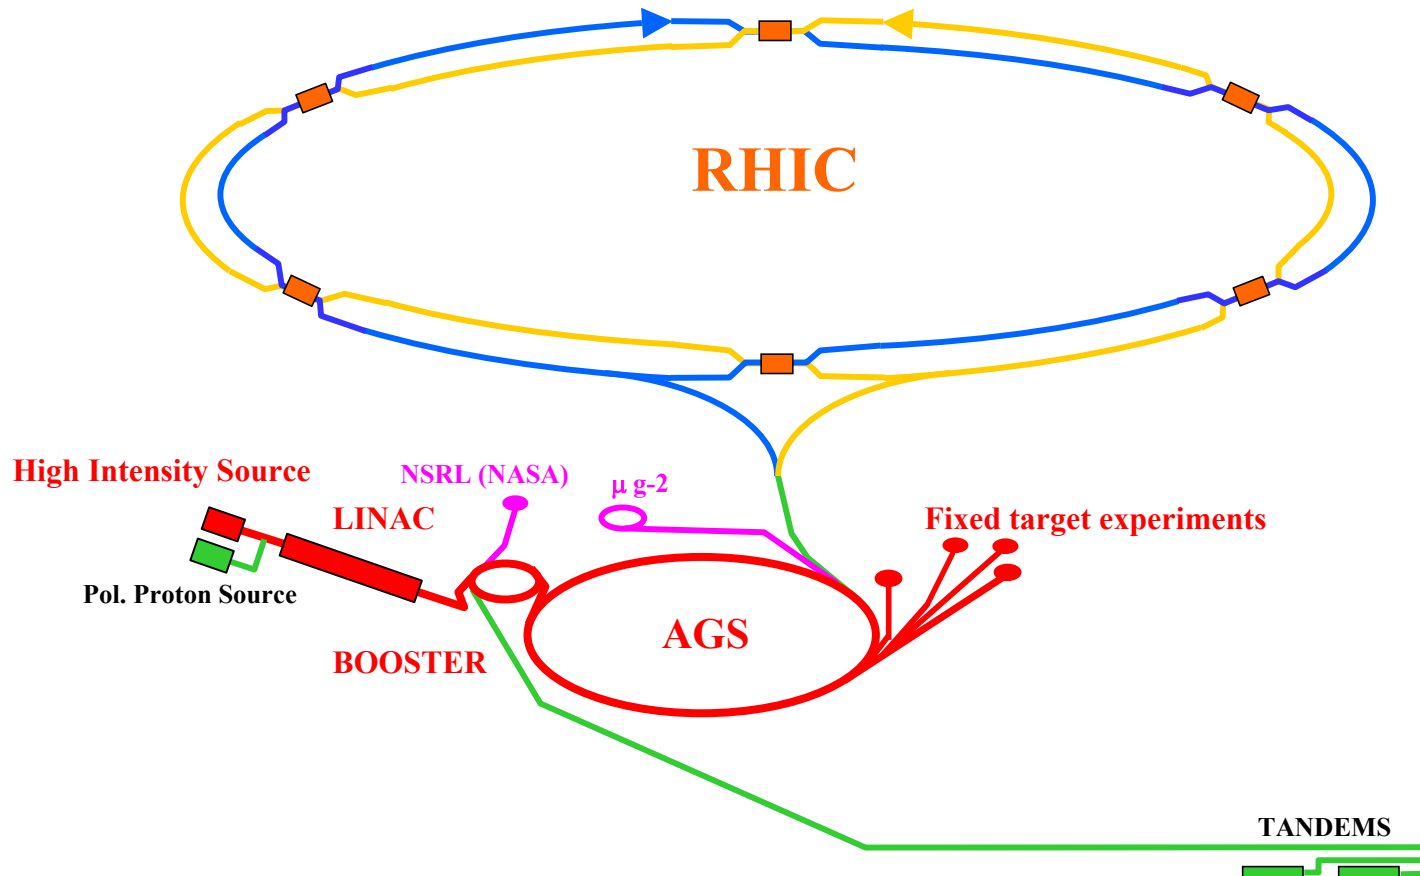 RHIC
High Intensity Source
NSRL (NASA)
μ g-2
LINAC
Fixed target experiments
Pol. Proton Source
AGS
BOOSTER
TANDEMS